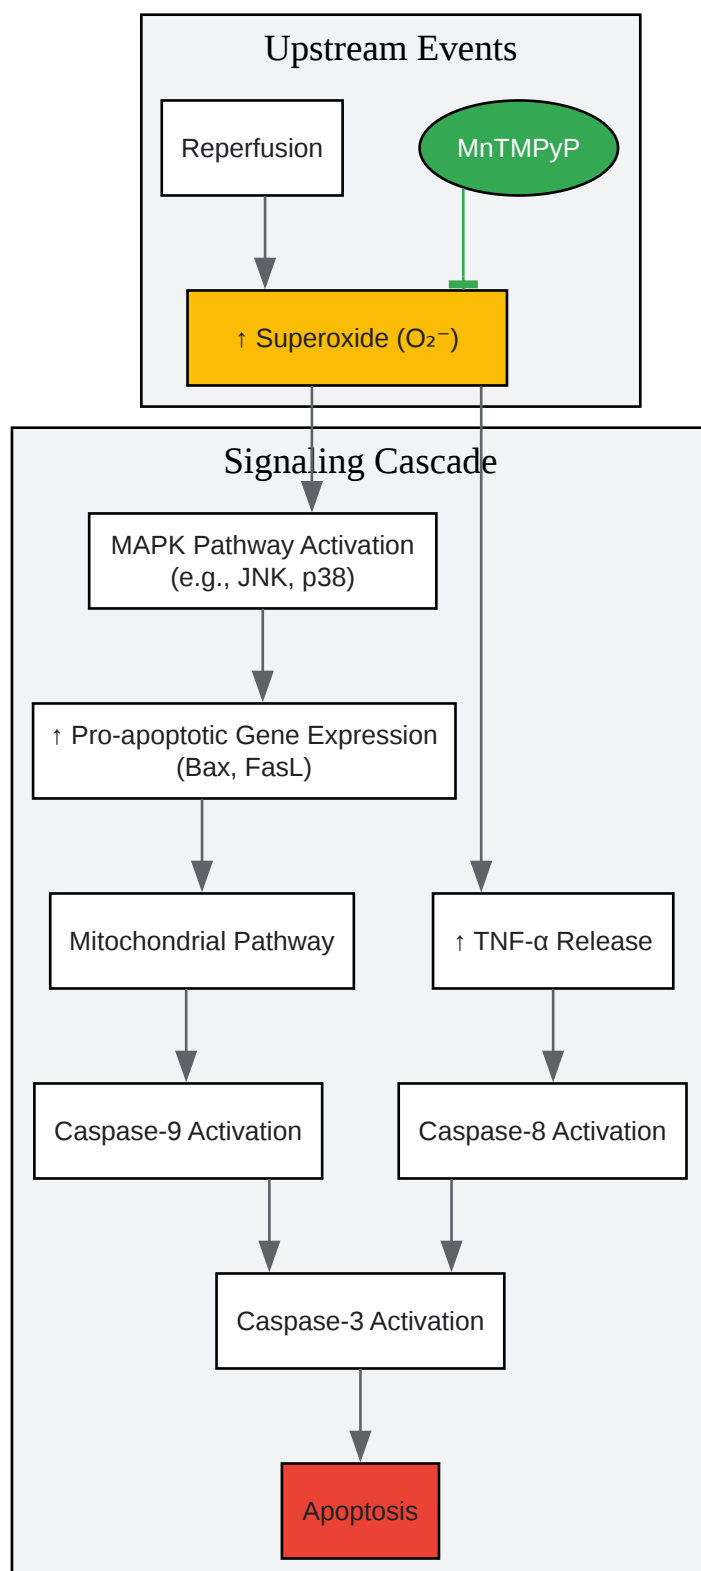 Upstream Events
Reperfusion
MnTMPyP
↑ Superoxide (O₂⁻)
Signaling Cascade
MAPK Pathway Activation
(e.g., JNK, p38)
↑ Pro-apoptotic Gene Expression
(Bax, FasL)
Mitochondrial Pathway
↑ TNF-α Release
Caspase-9 Activation
Caspase-8 Activation
Caspase-3 Activation
Apoptosis